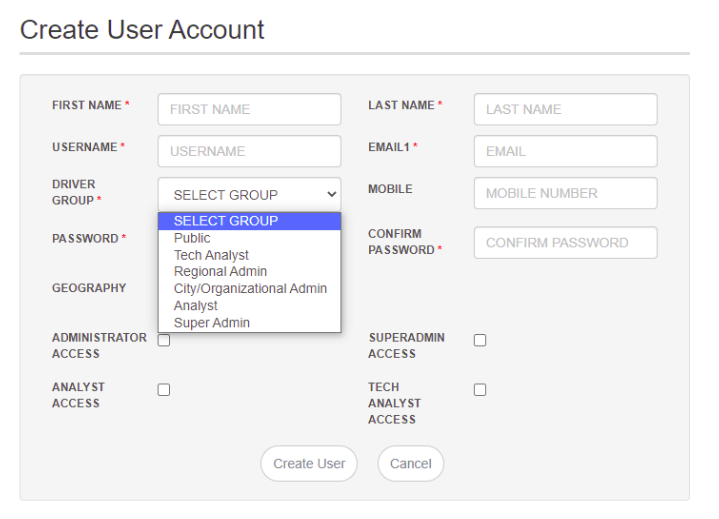 Create User Account
FIRST NAME *
FIRST NAME
LAST NAME *
LAST NAME
USERNAME *
USERNAME
EMAIL1 *
EMAIL
DRIVER
GROUP *
SELECT GROUP
MOBILE
MOBILE NUMBER
SELECT GROUP
Public
Tech Analyst
Regional Admin
City/Organizational Admin
Analyst
Super Admin
PASSWORD *
CONFIRM
PASSWORD *
CONFIRM PASSWORD
GEOGRAPHY
ADMINISTRATOR
ACCESS
SUPERADMIN
ACCESS
ANALYST
ACCESS
TECH
ANALYST
ACCESS
Create User
Cancel